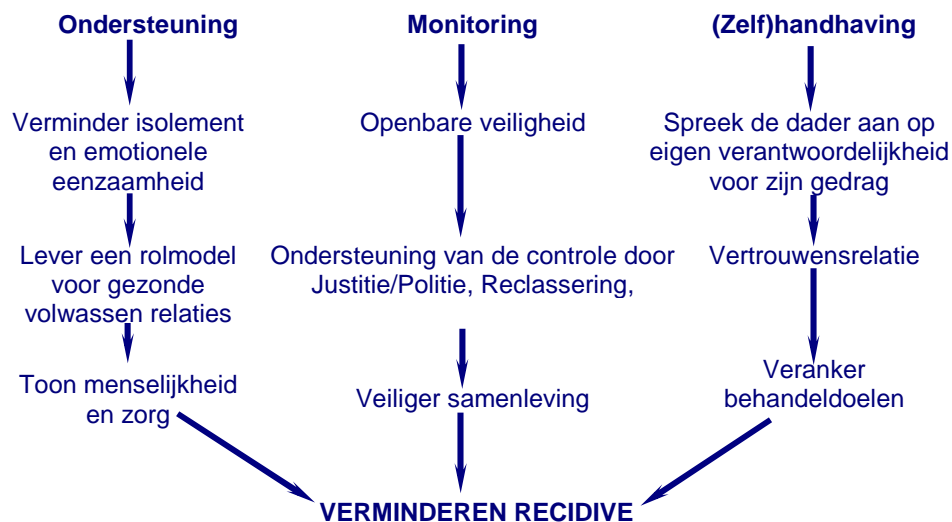 Ondersteuning
Verminder isolement
en emotionele
eenzaamheid
Lever een rolmodel
voor gezonde
volwassen relaties
Toon menselijkheid
en zorg
Monitoring
Openbare veiligheid
Ondersteuning van de controle door
Justitie/Politie, Reclassering,
Veiliger samenleving
(Zelf)handhaving
Spreek de dader aan op
eigen verantwoordelijkheid
voor zijn gedrag
Vertrouwensrelatie
Veranker
behandeldoelen
VERMINDEREN RECIDIVE